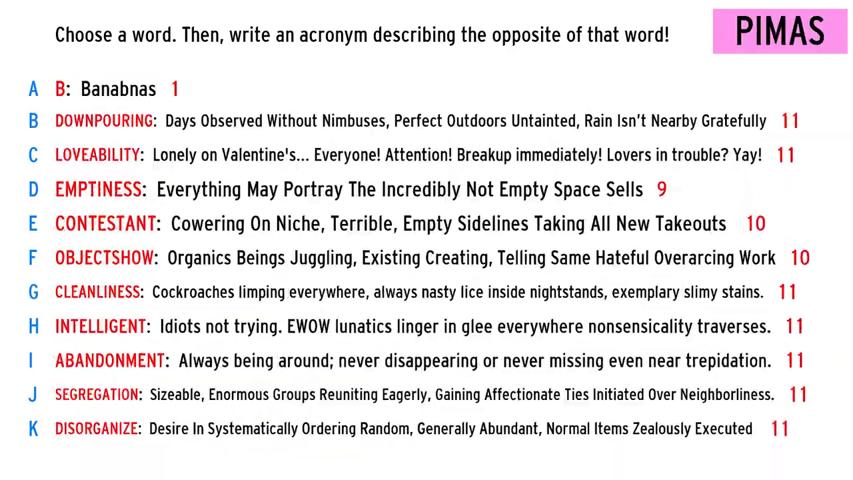 Choose a word. Then, write an acronym describing the opposite of that word!
PIMAS
A B: Banabnas 1
B DOWNPOURING: Days Observed Without Nimbuses, Perfect Outdoors Untainted, Rain Isn't Nearby Gratefully 11
C LOVEABILITY: Lonely on Valentine's... Everyone! Attention! Breakup immediately! Lovers in trouble? Yay! 11
D EMPTINESS: Everything May Portray The Incredibly Not Empty Space Sells 9
E CONTESTANT: Cowering On Niche, Terrible, Empty Sidelines Taking All New Takeouts 10
F OBJECTSHOW: Organics Beings Juggling, Existing Creating, Telling Same Hateful Overarcing Work 10
G CLEANLINESS: Cockroaches limping everywhere, always nasty lice inside nightstands, exemplary slimy stains. 11
H INTELLIGENT: Idiots not trying. EWOW lunatics linger in glee everywhere nonsensicality traverses. 11
I ABANDONMENT: Always being around; never disappearing or never missing even near trepidation. 11
J SEGREGATION: Sizeable, Enormous Groups Reuniting Eagerly, Gaining Affectionate Ties Initiated Over Neighborliness. 11
K DISORGANIZE: Desire In Systematically Ordering Random, Generally Abundant, Normal Items Zealously Executed 11